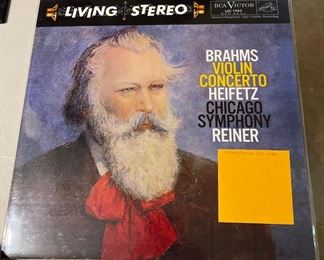 LIVING STEREO
RCA VICTOR
BRAHMS
VIOLIN
CONCERTO
HEIFETZ
CHICAGO
SYMPHONY
REINER